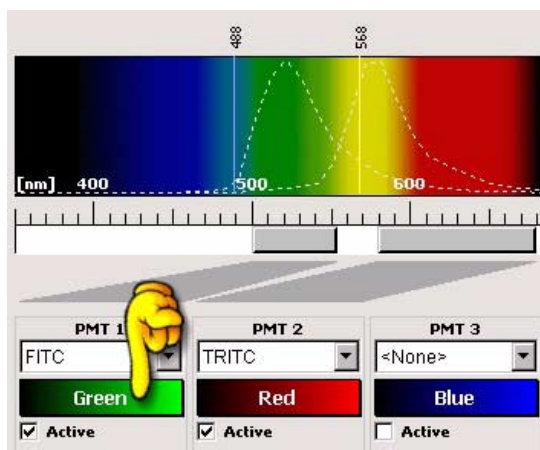 488 568
[nm] 400 500 600
PMT 1 PMT 2 PMT 3
FITC TRITC <None>
Green Red Blue
Active Active Active